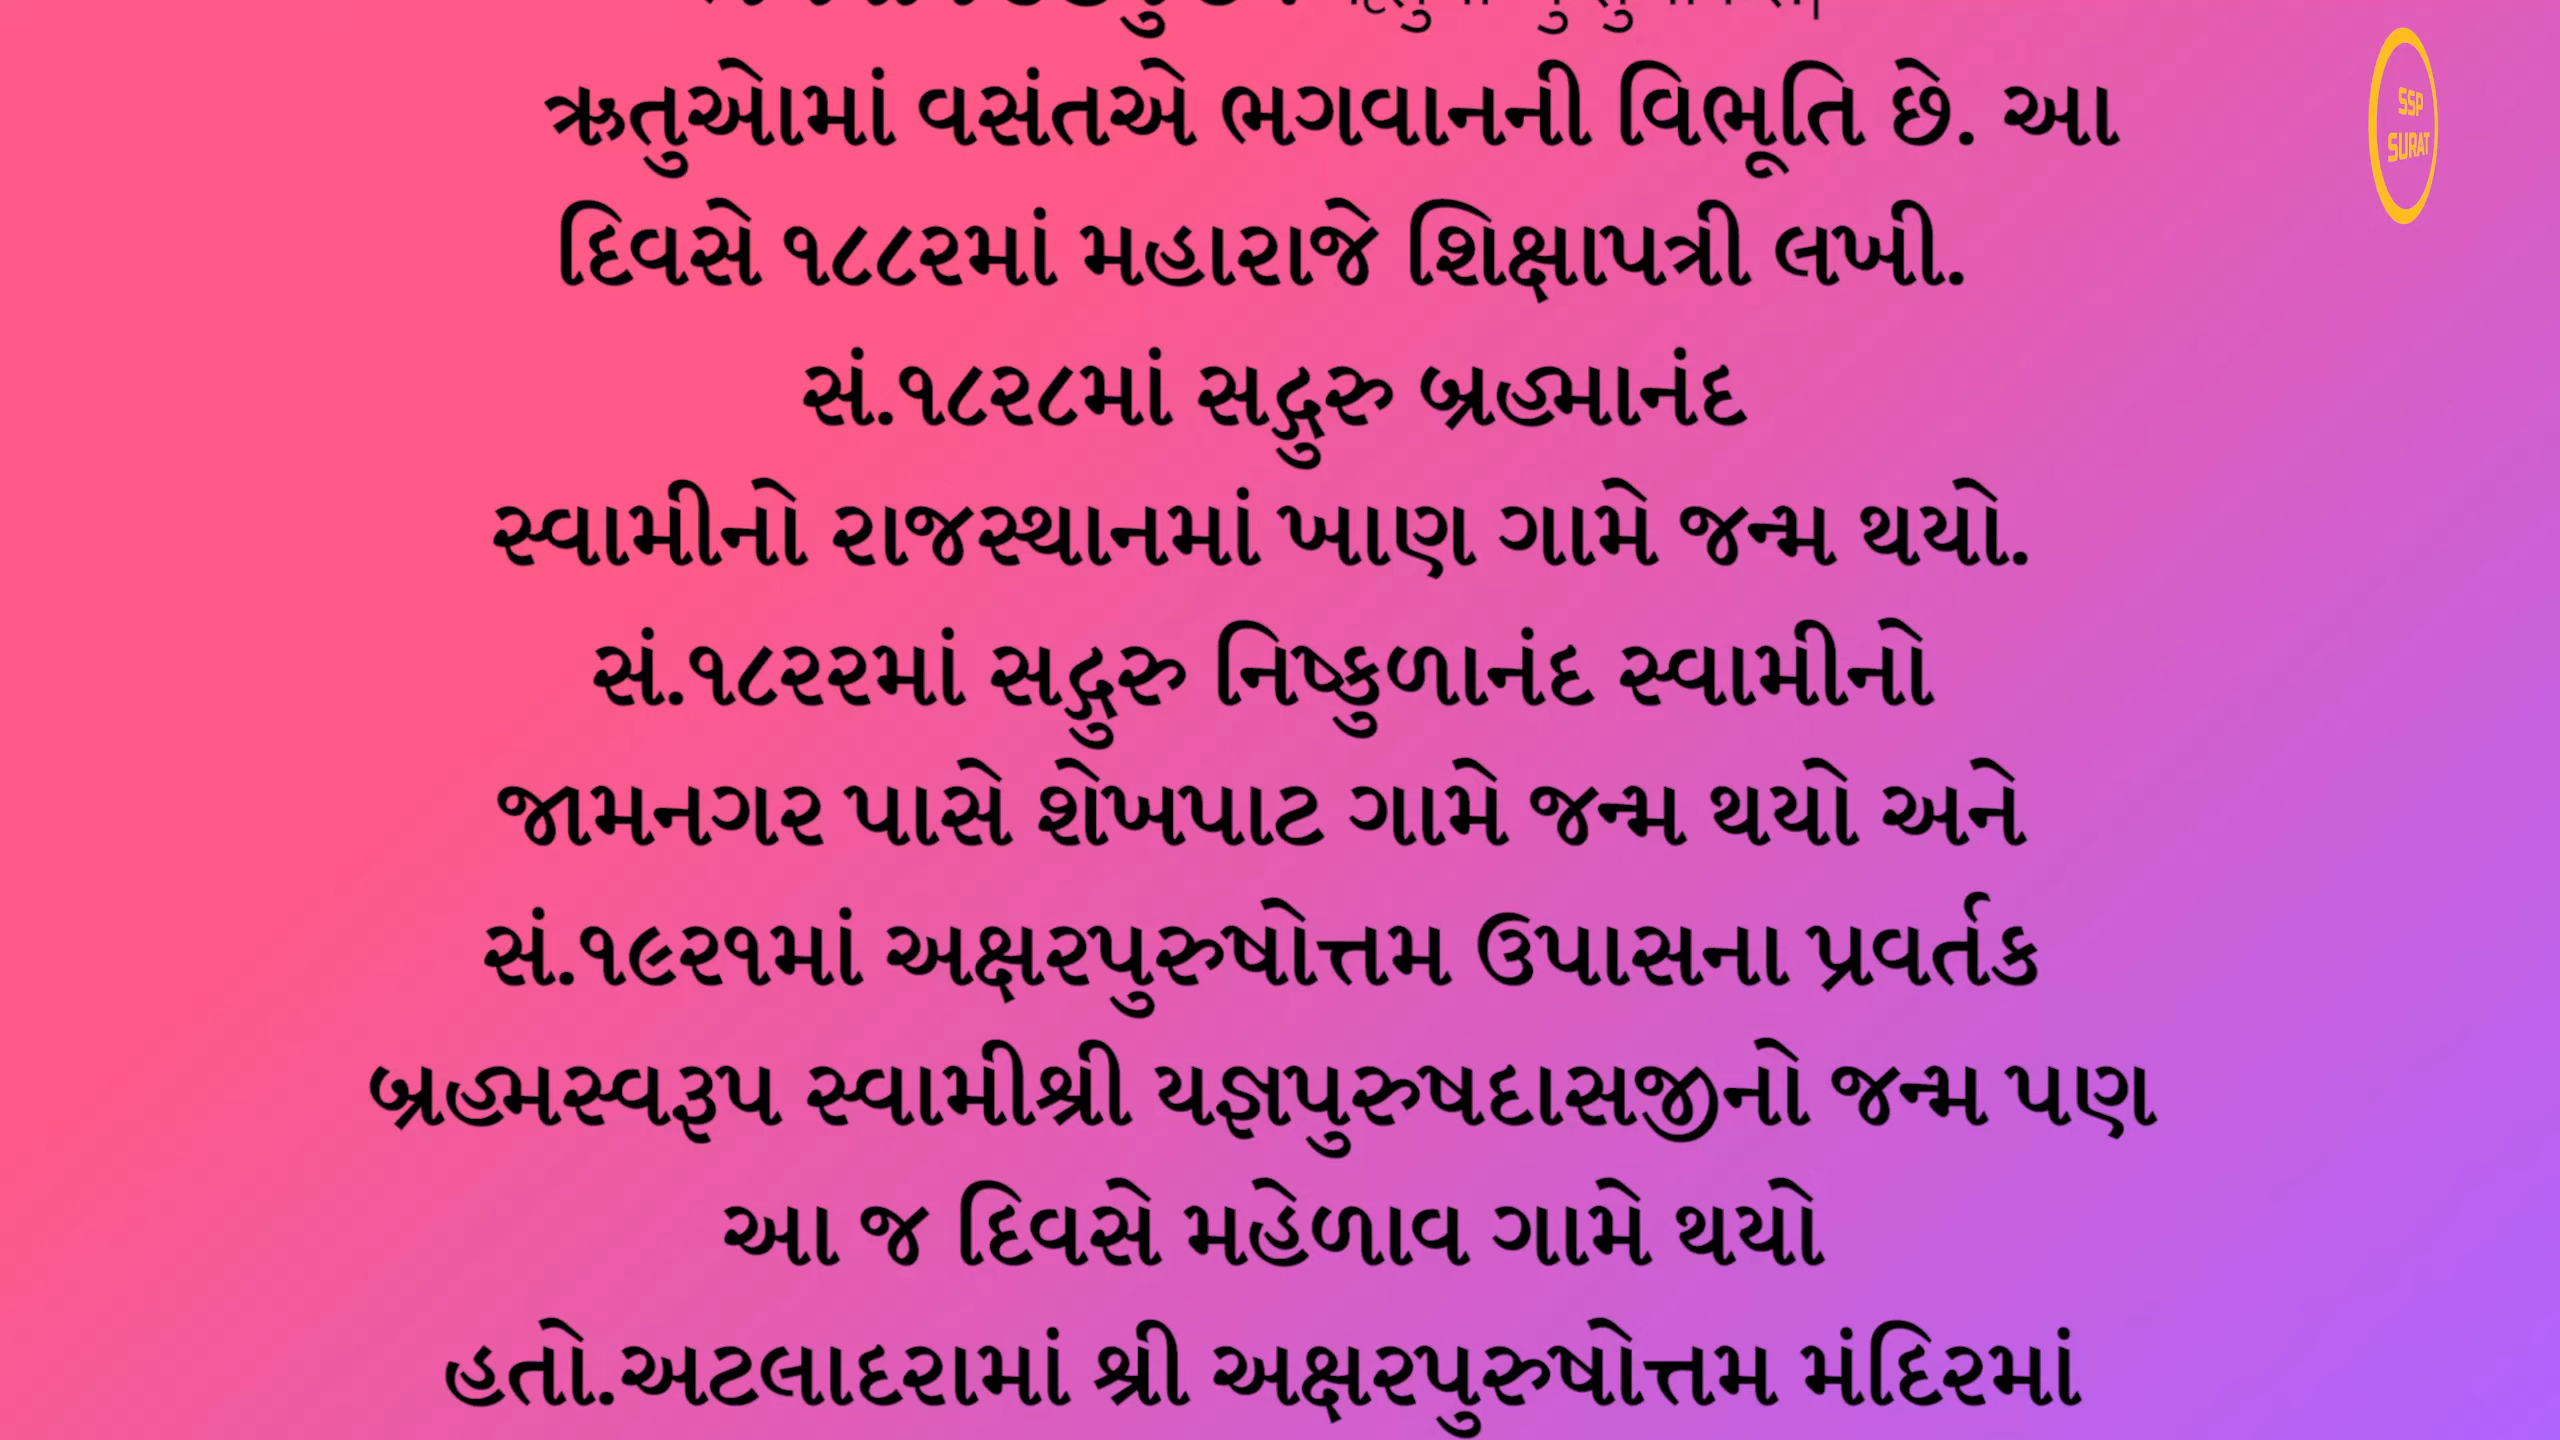 ઋતુઓમાં વસંતએ ભગવાનની વિભૂતિ છે. આ
દિવસે ૧૮૮૨માં મહારાજે શિક્ષાપત્રી લખી.
સં.૧૮૨૮માં સદ્ગુરુ બ્રહ્માનંદ
સ્વામીનો રાજસ્થાનમાં ખાણ ગામે જન્મ થયો.
સં.૧૮૨૨માં સદ્ગુરુ નિષ્કુળાનંદ સ્વામીનો
જામનગર પાસે શેખપાટ ગામે જન્મ થયો અને
સં.૧૯૨૧માં અક્ષરપુરુષોત્તમ ઉપાસના પ્રવર્તક
બ્રહ્મસ્વરૂપ સ્વામીશ્રી યજ્ઞપુરુષદાસજીનો જન્મ પણ
આ જ દિવસે મહેળાવ ગામે થયો
હતો.અટલાદરામાં શ્રી અક્ષરપુરુષોત્તમ મંદિરમાં
SSP
SURAT